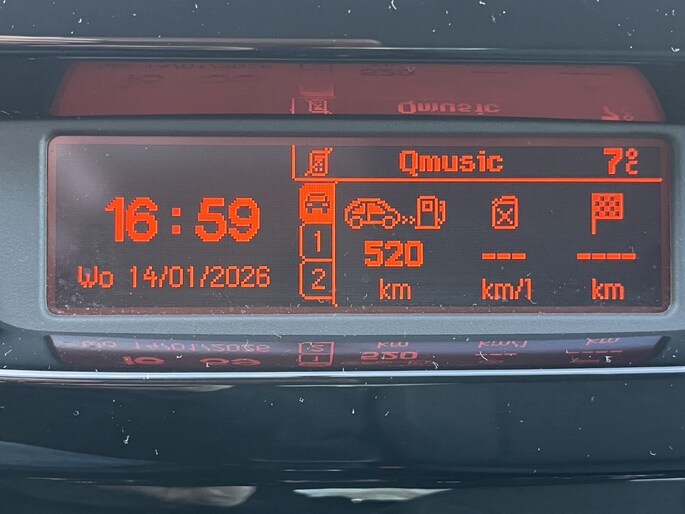 Qmusic 7°C
16:59
Wo 14/01/2026
1
2
520 --- ----
km km/l km